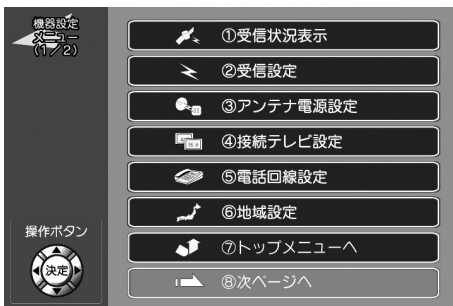 機器設定
メニュー
(1/2)
①受信状況表示
②受信設定
③アンテナ電源設定
④接続テレビ設定
⑤電話回線設定
⑥地域設定
⑦トップメニューへ
⑧次ページへ
操作ボタン
決定